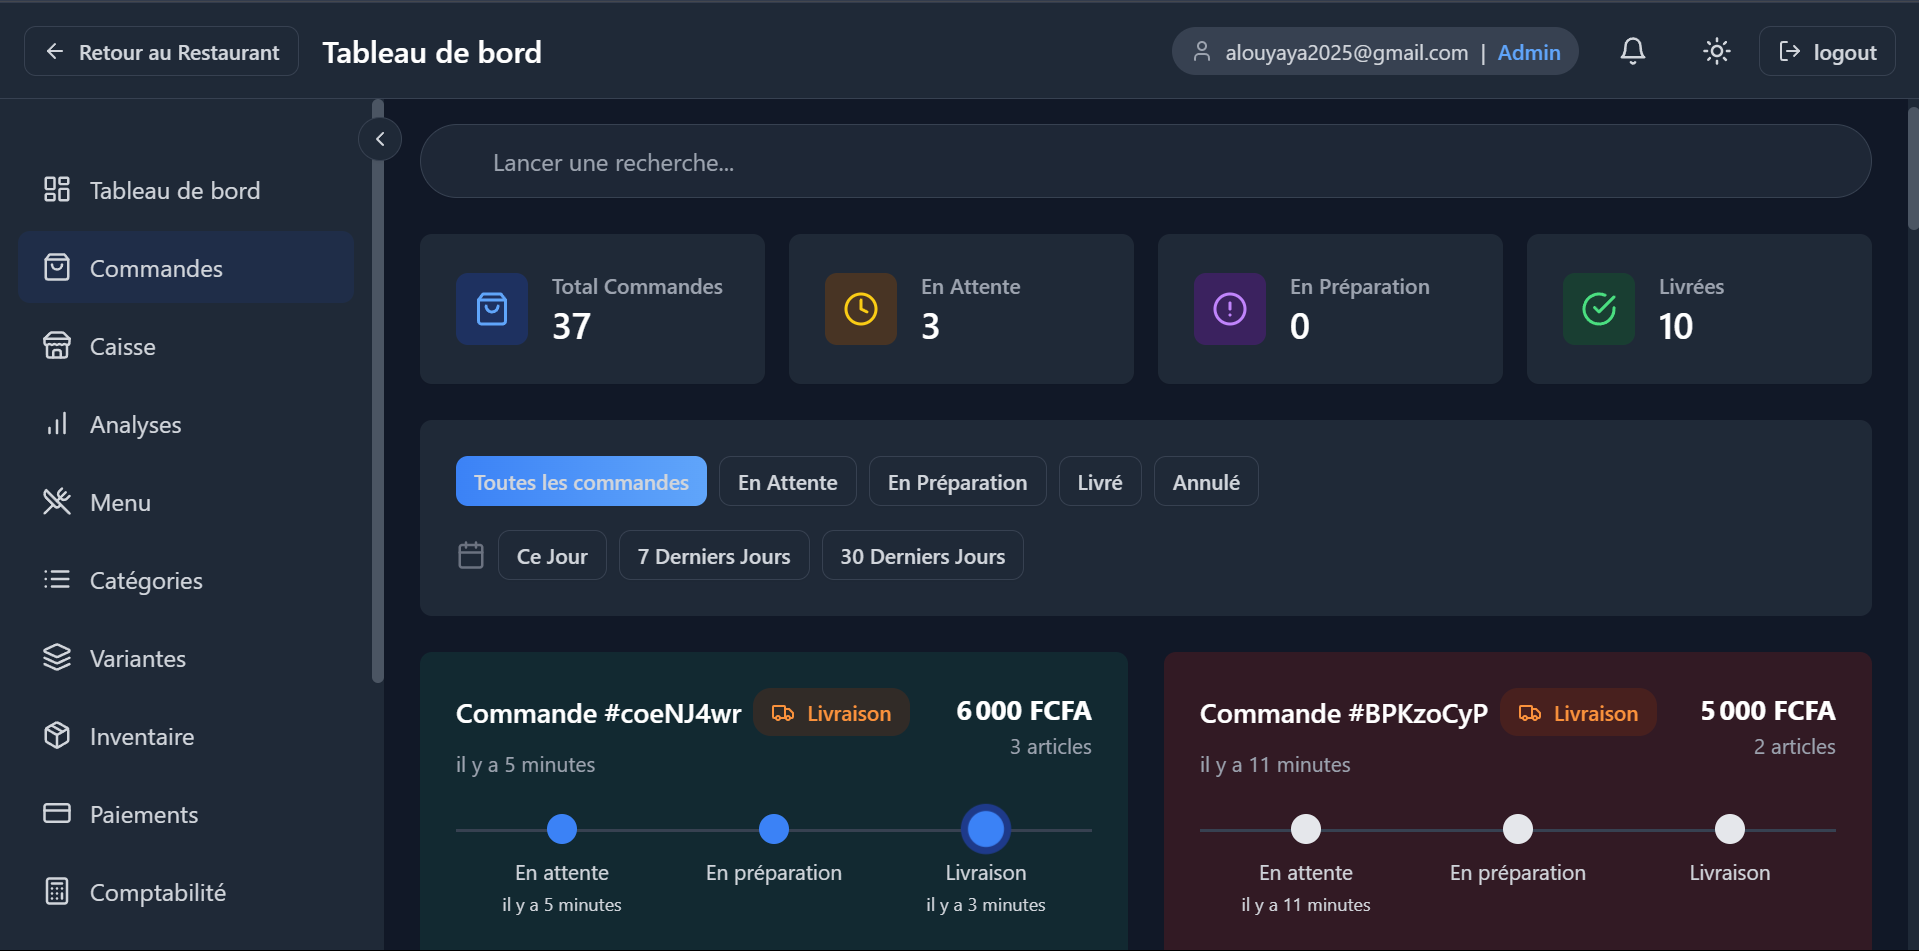 Retour au Restaurant
Tableau de bord
alouyaya2025@gmail.com | Admin
logout
Tableau de bord
Commandes
Caisse
Analyses
Menu
Catégories
Variantes
Inventaire
Paiements
Comptabilité
Lancer une recherche...
Total Commandes
37
En Attente
3
En Préparation
0
Livrées
10
Toutes les commandes
En Attente
En Préparation
Livré
Annulé
Ce Jour
7 Derniers Jours
30 Derniers Jours
Commande #coeNJ4wr
Livraison
6 000 FCFA
3 articles
il y a 5 minutes
En attente
il y a 5 minutes
En préparation
Livraison
il y a 3 minutes
Commande #BPKzoCyP
Livraison
5 000 FCFA
2 articles
il y a 11 minutes
En attente
il y a 11 minutes
En préparation
Livraison